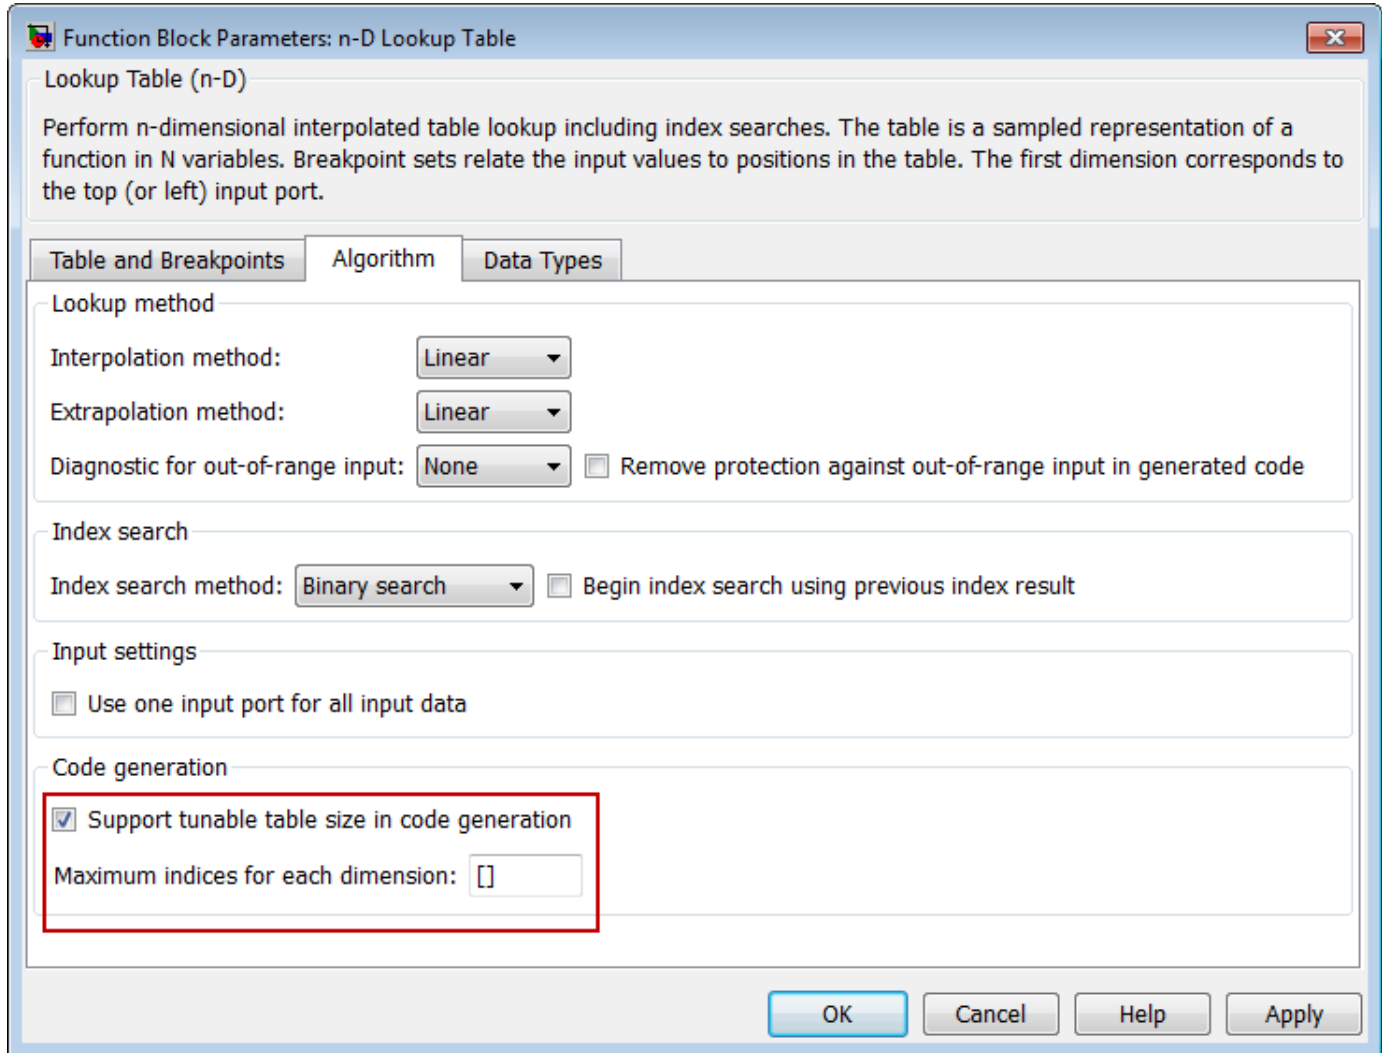 Function Block Parameters: n-D Lookup Table
Lookup Table (n-D)
Perform n-dimensional interpolated table lookup including index searches. The table is a sampled representation of a
function in N variables. Breakpoint sets relate the input values to positions in the table. The first dimension corresponds to
the top (or left) input port.
Table and Breakpoints Algorithm Data Types
Lookup method
Interpolation method: Linear
Extrapolation method: Linear
Diagnostic for out-of-range input: None Remove protection against out-of-range input in generated code
Index search
Index search method: Binary search Begin index search using previous index result
Input settings
Use one input port for all input data
Code generation
Support tunable table size in code generation
Maximum indices for each dimension: []
OK Cancel Help Apply